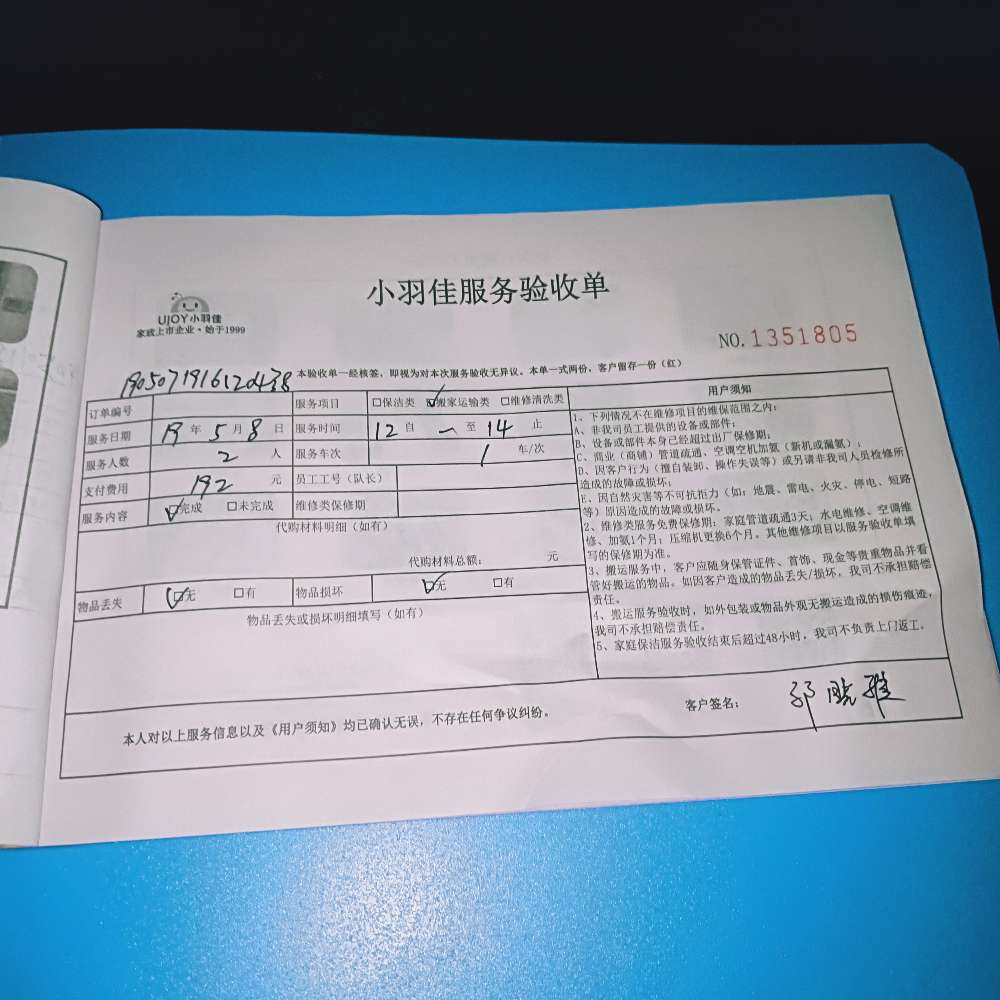 小羽佳服务验收单
UJOY小羽佳
家政上市企业·始于1999
NO.1351805
本验收单一经核签，即视为对本次服务验收无异议。本单一式两份，客户留存一份（红）
订单编号
服务项目 □保洁类 ☑搬家运输类 □维修清洗类
服务日期 19 年 5 月 8 日 服务时间 12 自 — 至 14 止
服务人数 2 人 服务车次 1 车/次
支付费用 192 元 员工工号（队长）
服务内容 ☑完成 □未完成 维修类保修期
代购材料明细（如有）
代购材料总额： 元
物品丢失 ☑无 □有 物品损坏 ☑无 □有
物品丢失或损坏明细填写（如有）
用户须知
1、下列情况不在维修项目的维保范围之内：
A、非我司员工提供的设备或部件；
B、设备或部件本身已经超过出厂保修期；
C、商业（商铺）管道疏通、空调空机加氨（新机或漏氨）；
D、因客户行为（擅自装卸、操作失误等）或另请非我司人员检修所
造成的故障或损坏；
E、因自然灾害等不可抗拒力（如：地震、雷电、火灾、停电、短路
等）原因造成的故障或损坏。
2、维修类服务免费保修期：家庭管道疏通3天；水电维修、空调维
修、加氨1个月；压缩机更换6个月。其他维修项目以服务验收单填
写的保修期为准。
3、搬运服务中，客户应随身保管证件、首饰、现金等贵重物品并看
管好搬运的物品。如因客户造成的物品丢失/损坏，我司不承担赔偿
责任。
4、搬运服务验收时，如外包装或物品外观无搬运造成的损伤痕迹，
我司不承担赔偿责任。
5、家庭保洁服务验收结束后超过48小时，我司不负责上门返工。
本人对以上服务信息以及《用户须知》均已确认无误，不存在任何争议纠纷。
客户签名：